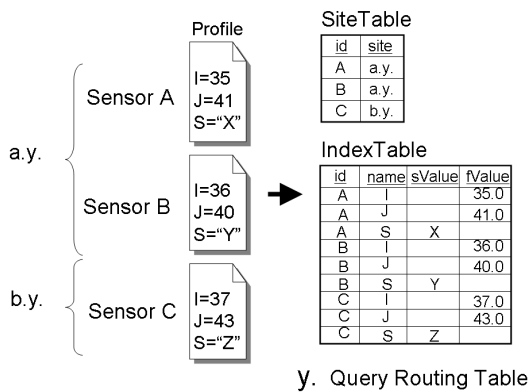 Profile
a.y.
Sensor A
I=35
J=41
S="X"
Sensor B
I=36
J=40
S="Y"
b.y.
Sensor C
I=37
J=43
S="Z"
SiteTable
id site
A a.y.
B a.y.
C b.y.
IndexTable
id name sValue fValue
A I 35.0
A J 41.0
A S X
B I 36.0
B J 40.0
B S Y
C I 37.0
C J 43.0
C S Z
y. Query Routing Table